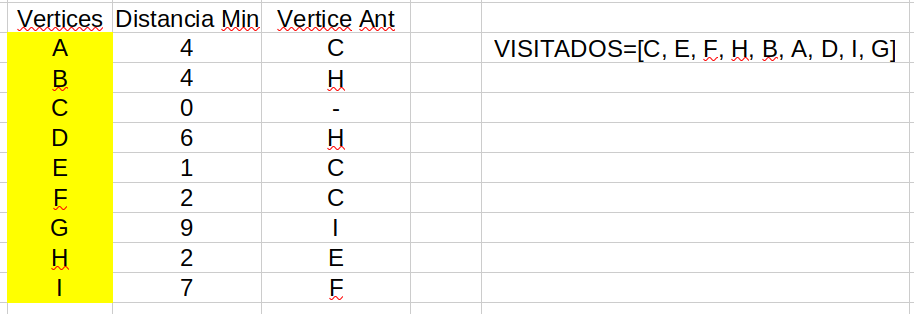 Vertices Distancia Min Vertice Ant
A 4 C VISITADOS=[C, E, F, H, B, A, D, I, G]
B 4 H
C 0 -
D 6 H
E 1 C
F 2 C
G 9 I
H 2 E
I 7 F